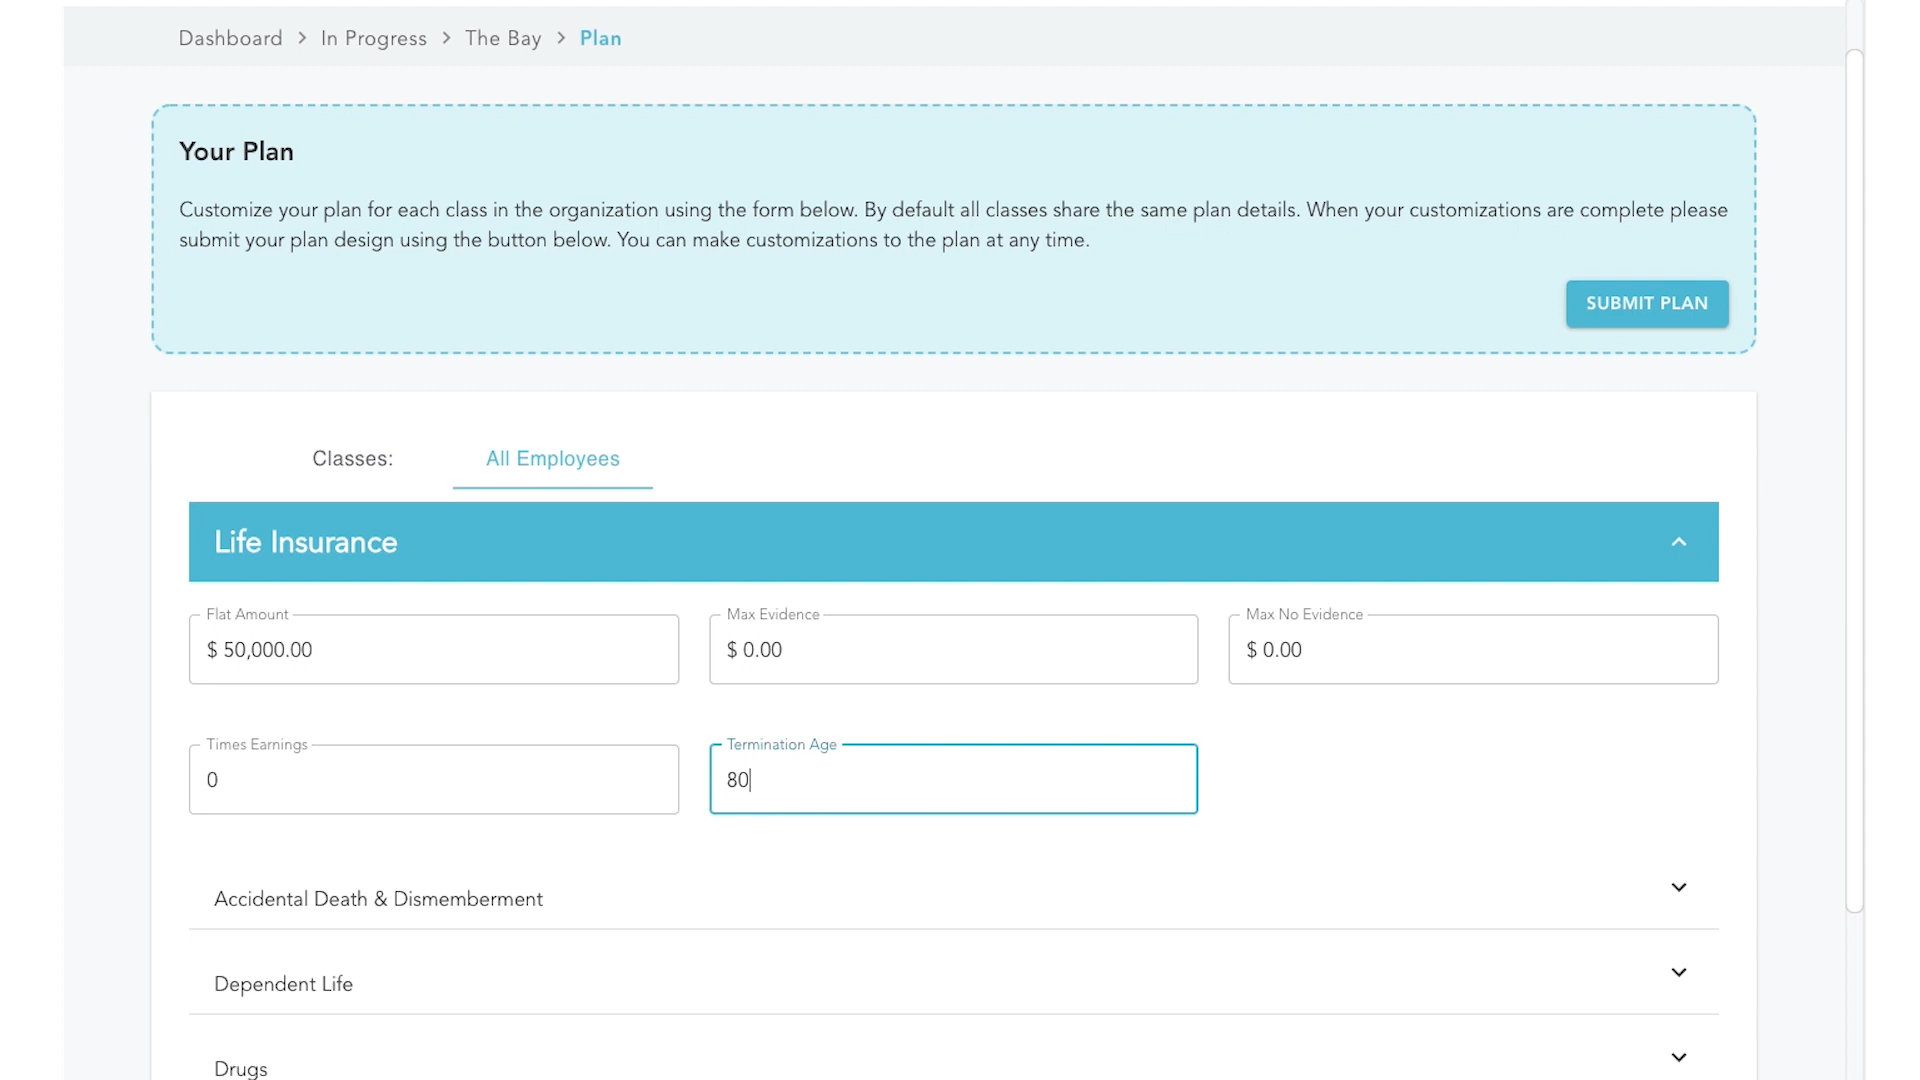 Dashboard > In Progress > The Bay > Plan
Your Plan
Customize your plan for each class in the organization using the form below. By default all classes share the same plan details. When your customizations are complete please
submit your plan design using the button below. You can make customizations to the plan at any time.
SUBMIT PLAN
Classes: All Employees
Life Insurance
Flat Amount Max Evidence Max No Evidence
$ 50,000.00 $ 0.00 $ 0.00
Times Earnings Termination Age
0 80
Accidental Death & Dismemberment
Dependent Life
Drugs